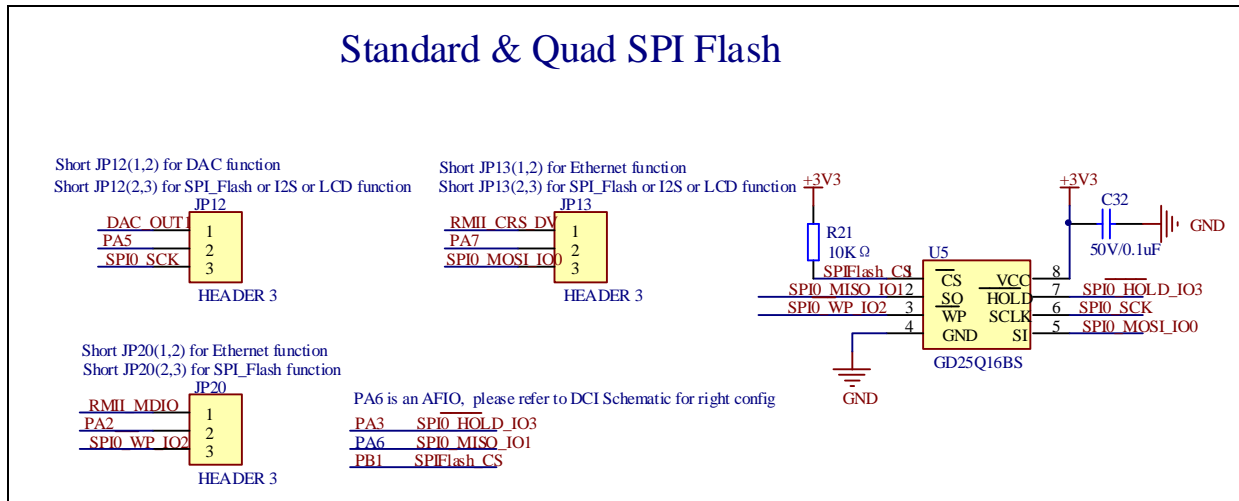 Standard & Quad SPI Flash
Short JP12(1,2) for DAC function
Short JP12(2,3) for SPI_Flash or I2S or LCD function
JP12
DAC_OUT1 1
PA5 2
SPI0_SCK 3
HEADER 3
Short JP13(1,2) for Ethernet function
Short JP13(2,3) for SPI_Flash or I2S or LCD function
JP13
RMII_CRS_DV 1
PA7 2
SPI0_MOSI_IO0 3
HEADER 3
+3V3
R21
10KΩ
+3V3
C32
50V/0.1uF
GND
U5
SPIFlash_CS 1 CS VCC 8
SPI0_MISO_IO1 2 SO HOLD 7 SPI0_HOLD_IO3
SPI0_WP_IO2 3 WP SCLK 6 SPI0_SCK
4 GND SI 5 SPI0_MOSI_IO0
GD25Q16BS
GND
Short JP20(1,2) for Ethernet function
Short JP20(2,3) for SPI_Flash function
JP20
RMII_MDIO 1
PA2 2
SPI0_WP_IO2 3
HEADER 3
PA6 is an AFIO, please refer to DCI Schematic for right config
PA3 SPI0_HOLD_IO3
PA6 SPI0_MISO_IO1
PB1 SPIFlash_CS